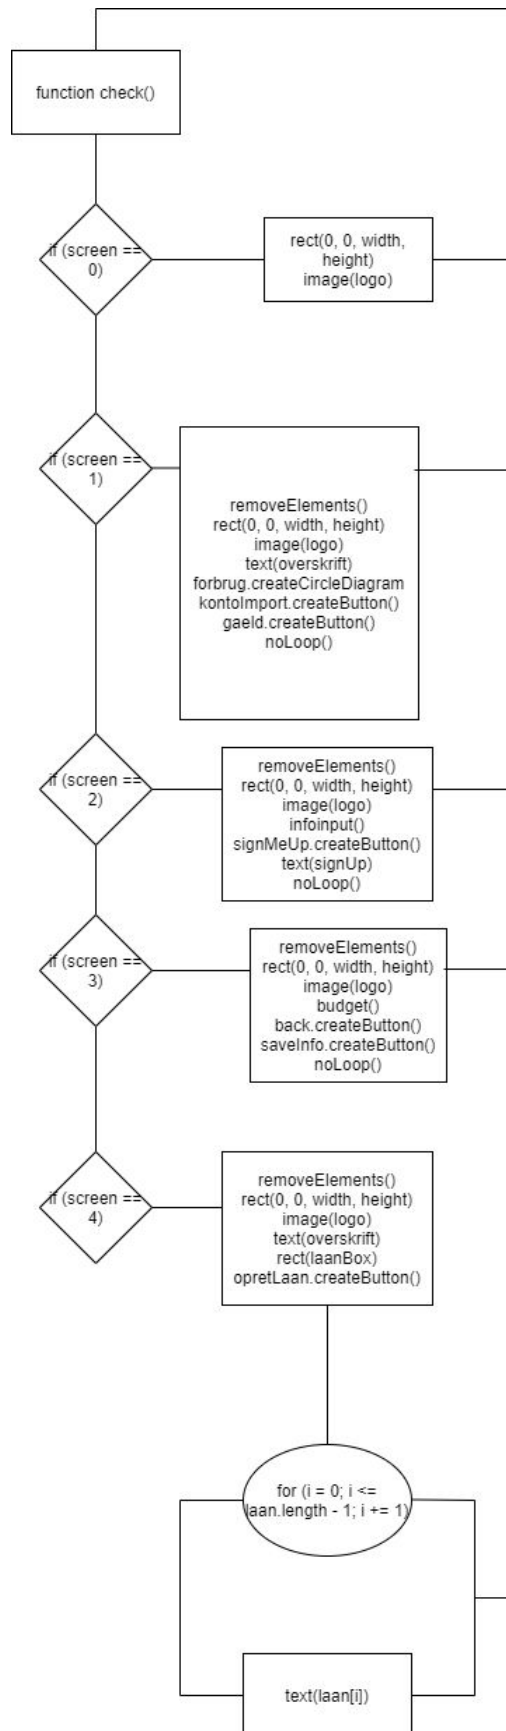 function check()
if (screen ==
0)
rect(0, 0, width,
height)
image(logo)
if (screen ==
1)
removeElements()
rect(0, 0, width, height)
image(logo)
text(overskrift)
forbrug.createCircleDiagram
kontoImport.createButton()
gaeld.createButton()
noLoop()
if (screen ==
2)
removeElements()
rect(0, 0, width, height)
image(logo)
infoinput()
signMeUp.createButton()
text(signUp)
noLoop()
if (screen ==
3)
removeElements()
rect(0, 0, width, height)
image(logo)
budget()
back.createButton()
saveInfo.createButton()
noLoop()
if (screen ==
4)
removeElements()
rect(0, 0, width, height)
image(logo)
text(overskrift)
rect(laanBox)
opretLaan.createButton()
for (i = 0; i <=
laan.length - 1; i += 1)
text(laan[i])